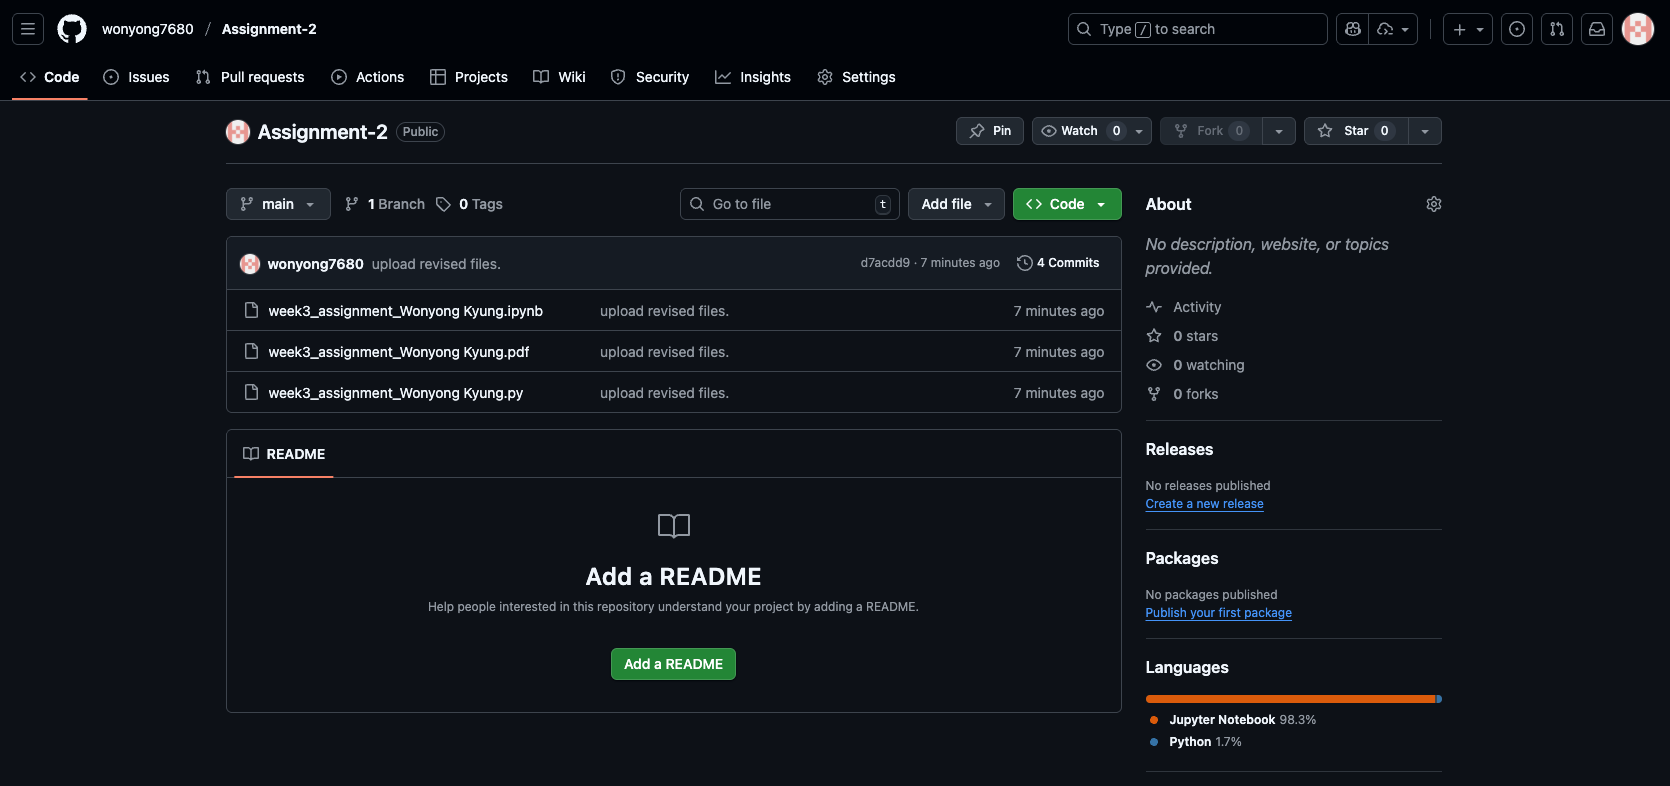 wonyong7680 / Assignment-2
Type / to search
Code Issues Pull requests Actions Projects Wiki Security Insights Settings
Assignment-2 Public
Pin Watch 0 Fork 0 Star 0
main 1 Branch 0 Tags
Go to file t Add file Code
wonyong7680 upload revised files. d7acdd9 · 7 minutes ago 4 Commits
week3_assignment_Wonyong Kyung.ipynb upload revised files. 7 minutes ago
week3_assignment_Wonyong Kyung.pdf upload revised files. 7 minutes ago
week3_assignment_Wonyong Kyung.py upload revised files. 7 minutes ago
README
Add a README
Help people interested in this repository understand your project by adding a README.
Add a README
About
No description, website, or topics
provided.
Activity
0 stars
0 watching
0 forks
Releases
No releases published
Create a new release
Packages
No packages published
Publish your first package
Languages
Jupyter Notebook 98.3%
Python 1.7%